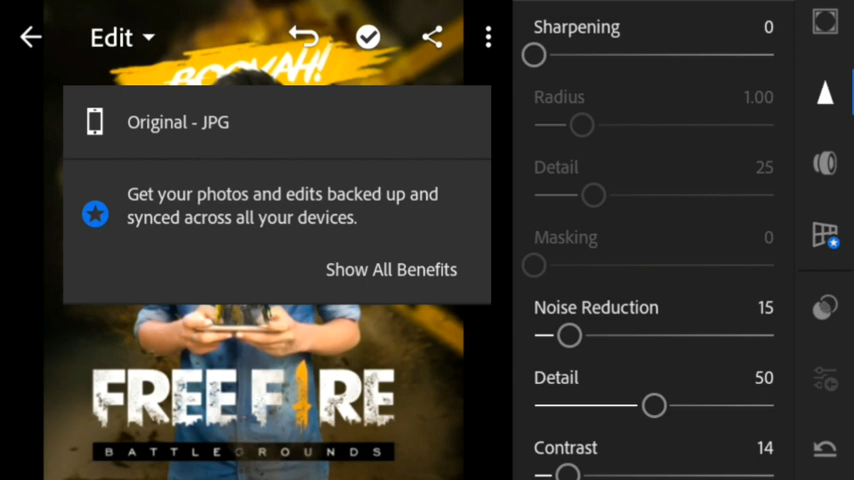 Edit
BOOYAH!
Original - JPG
Get your photos and edits backed up and
synced across all your devices.
Show All Benefits
FREE FIRE
BATTLEGROUNDS
Sharpening 0
Radius 1.00
Detail 25
Masking 0
Noise Reduction 15
Detail 50
Contrast 14